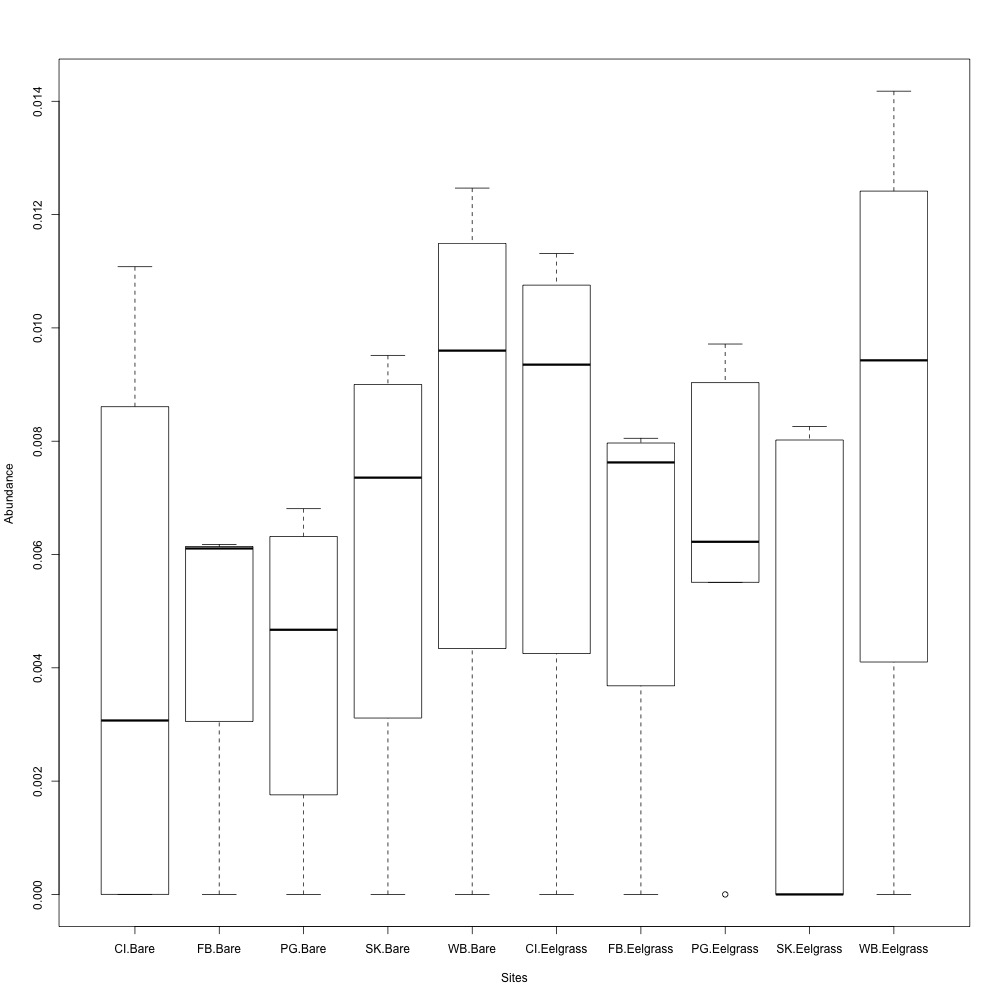 0.014
0.012
0.010
0.008
0.006
0.004
0.002
0.000
Abundance
CI.Bare FB.Bare PG.Bare SK.Bare WB.Bare CI.Eelgrass FB.Eelgrass PG.Eelgrass SK.Eelgrass WB.Eelgrass
Sites